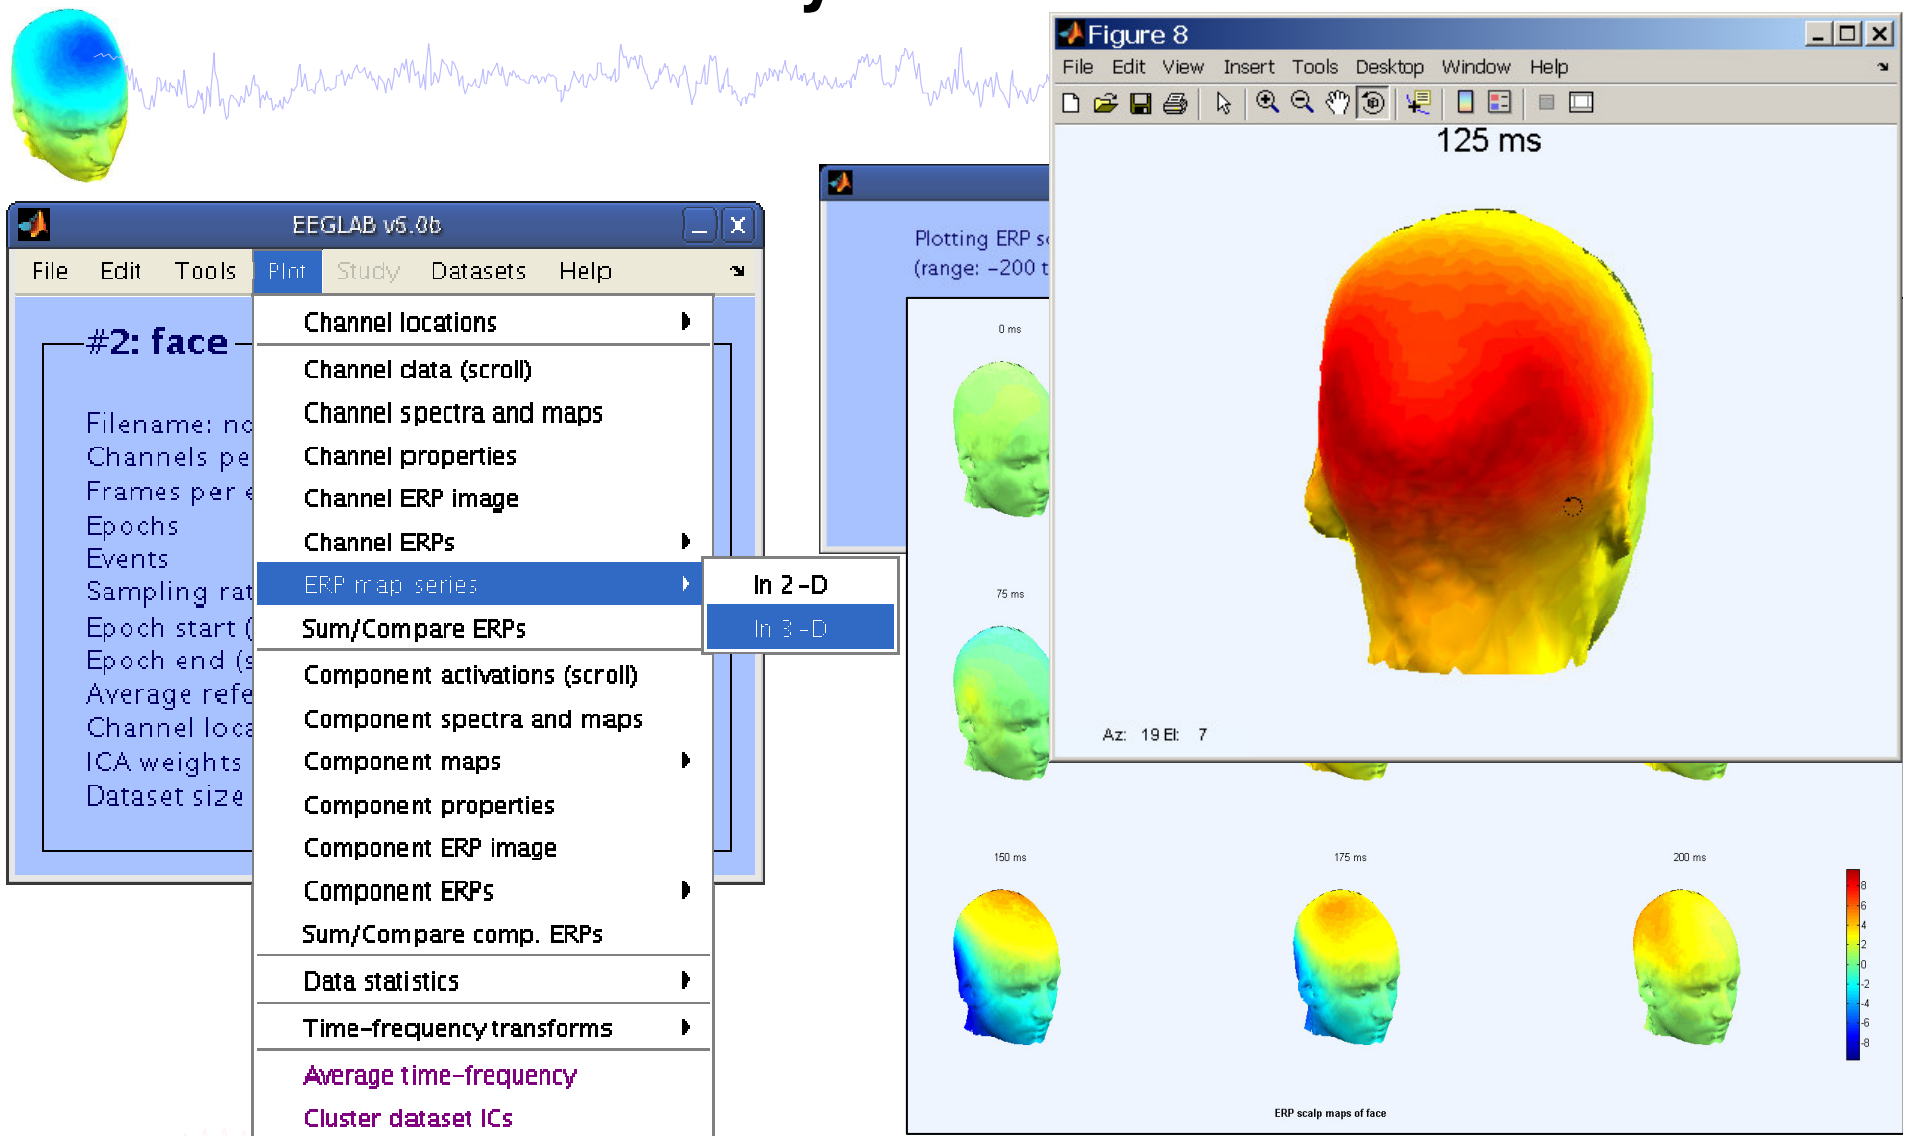 Figure 8
File Edit View Insert Tools Desktop Window Help
125 ms
Az: 19 El: 7
EEGLAB v6.0b
File Edit Tools Plot Study Datasets Help
#2: face
Filename:
Channels
Frames per
Epochs
Events
Sampling
Epoch start
Epoch end
Average
Channel
ICA weights
Dataset size
Channel locations
Channel data (scroll)
Channel spectra and maps
Channel properties
Channel ERP image
Channel ERPs
ERP map series
Sum/Compare ERPs
Component activations (scroll)
Component spectra and maps
Component maps
Component properties
Component ERP image
Component ERPs
Sum/Compare comp. ERPs
Data statistics
Time-frequency transforms
Average time-frequency
Cluster dataset ICs
In 2-D
In 3-D
Plotting ERP
(range: -200
0 ms
75 ms
150 ms 175 ms 200 ms
8
6
4
2
0
-2
-4
-6
-8
ERP scalp maps of face